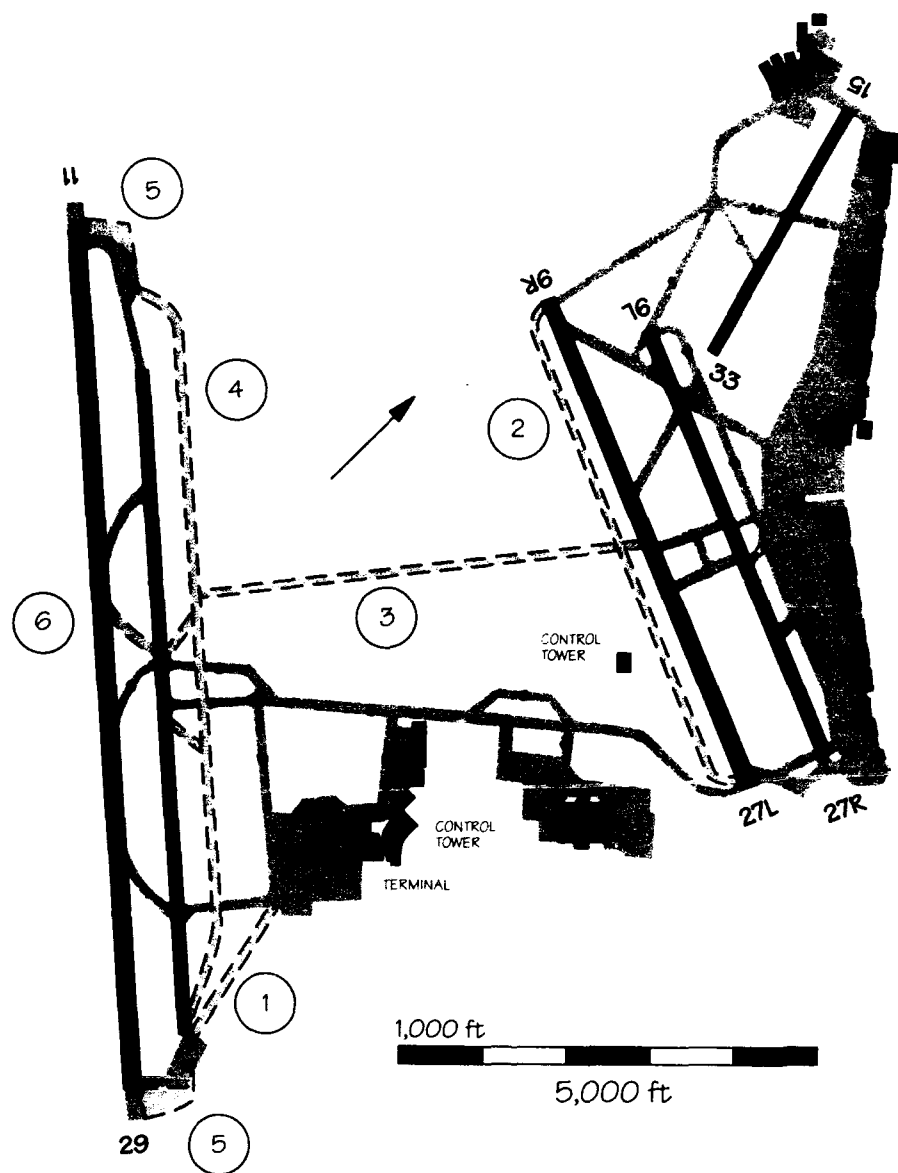 15
11
5
9R
9L
33
4
2
3
6
CONTROL
TOWER
27L
27R
CONTROL
TOWER
TERMINAL
1
1,000 ft
5,000 ft
29
5